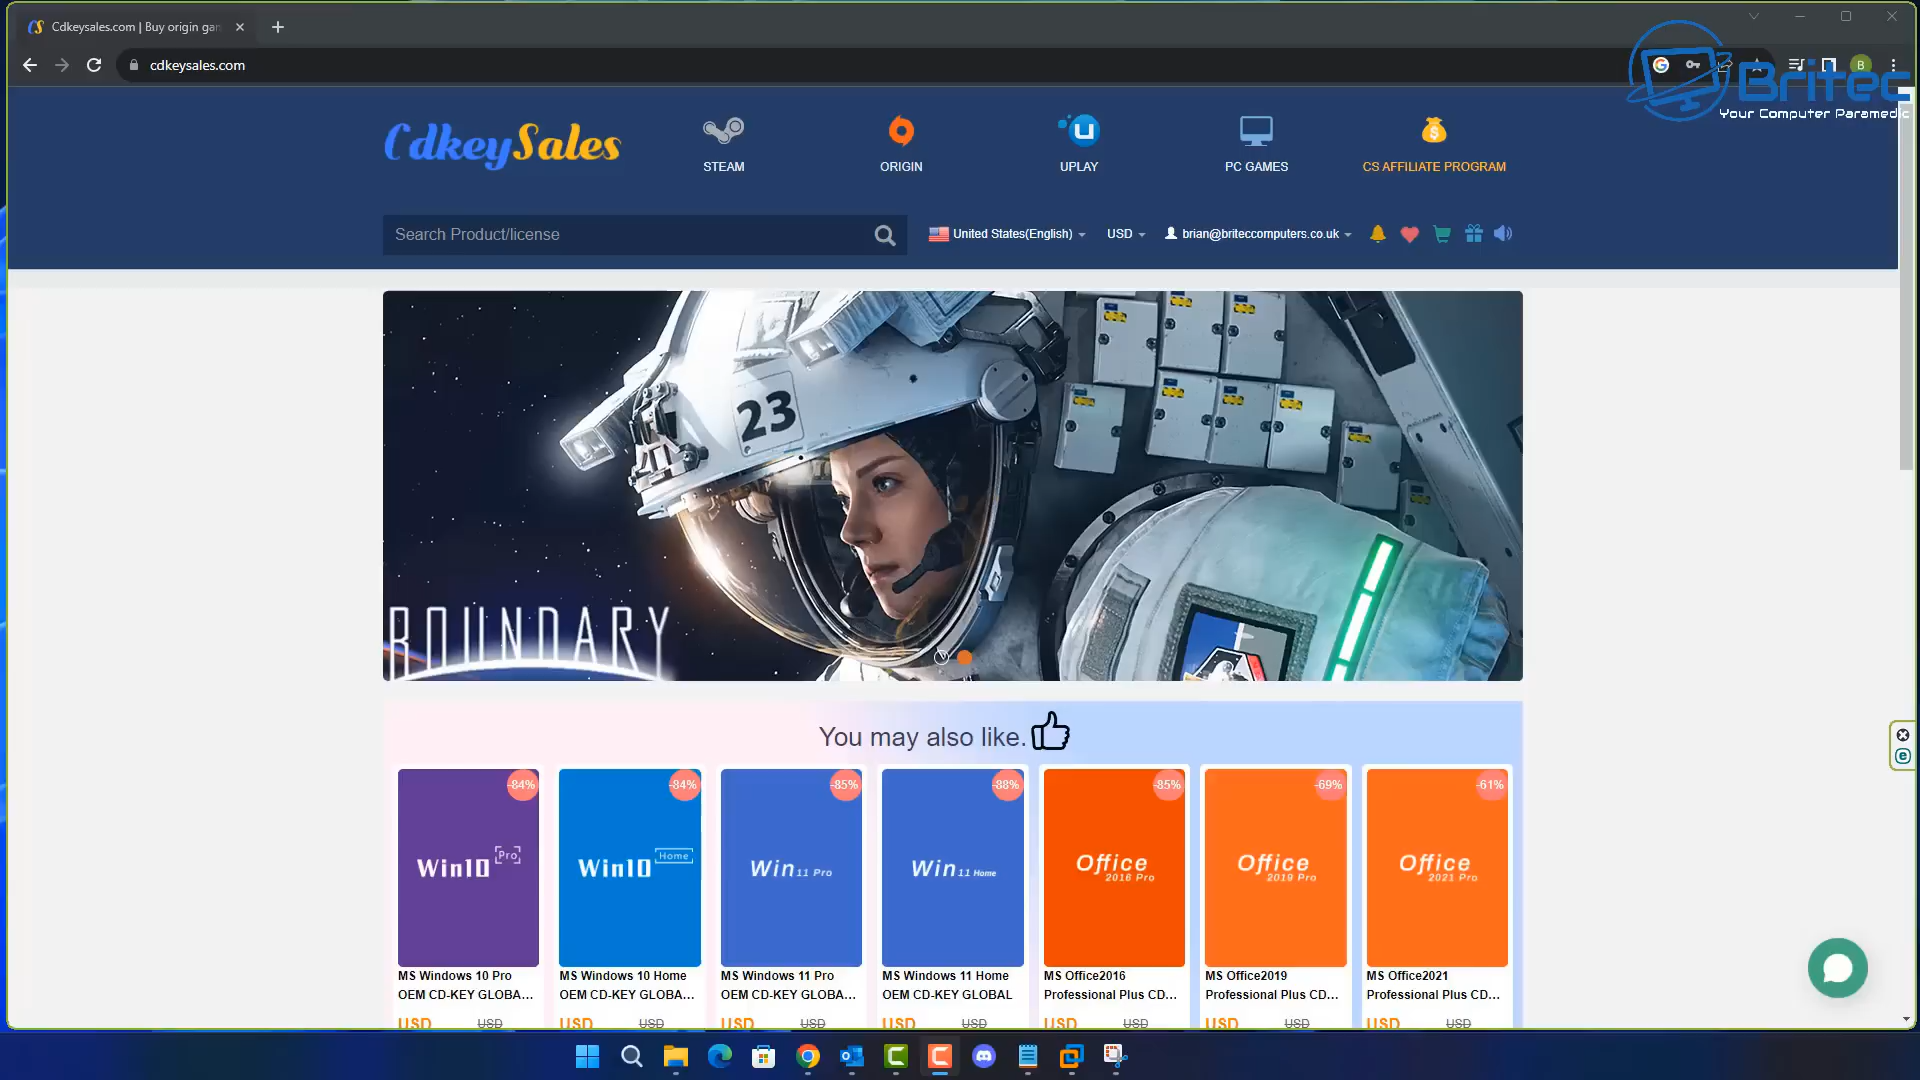 Cdkeysales.com | Buy origin gan
cdkeysales.com
Britec
Your Computer Paramedic
CdkeySales
STEAM
ORIGIN
UPLAY
PC GAMES
CS AFFILIATE PROGRAM
Search Product/license
United States(English)
USD
brian@briteccomputers.co.uk
23
BOUNDARY
You may also like.
-84%
-84%
-85%
-88%
-85%
-69%
-61%
Win10 Pro
Win10 Home
Win 11 Pro
Win 11 Home
Office 2016 Pro
Office 2019 Pro
Office 2021 Pro
MS Windows 10 Pro
OEM CD-KEY GLOBA...
MS Windows 10 Home
OEM CD-KEY GLOBA...
MS Windows 11 Pro
OEM CD-KEY GLOBA...
MS Windows 11 Home
OEM CD-KEY GLOBAL
MS Office2016
Professional Plus CD...
MS Office2019
Professional Plus CD...
MS Office2021
Professional Plus CD...
USD USD USD USD USD USD USD USD USD USD USD USD USD USD